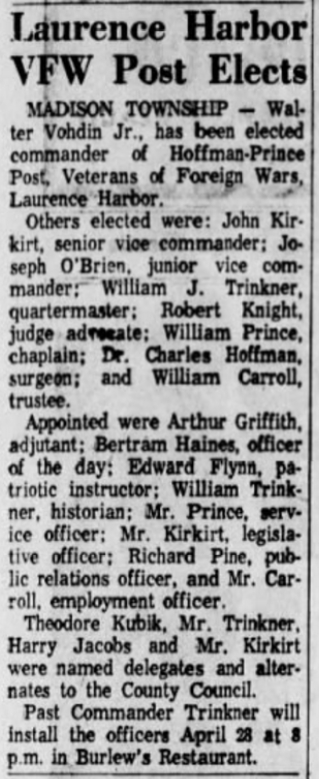 Laurence Harbor
VFW Post Elects
MADISON TOWNSHIP — Wal-
ter Vohdin Jr., has been elected
commander of Hoffman-Prince
Post, Veterans of Foreign Wars,
Laurence Harbor.
Others elected were: John Kir-
kirt, senior vice commander; Jo-
seph O'Brien, junior vice com-
mander; William J. Trinkner,
quartermaster; Robert Knight,
judge advocate; William Prince,
chaplain; Dr. Charles Hoffman,
surgeon; and William Carroll,
trustee.
Appointed were Arthur Griffith,
adjutant; Bertram Haines, officer
of the day; Edward Flynn, pa-
triotic instructor; William Trink-
ner, historian; Mr. Prince, serv-
ice officer; Mr. Kirkirt, legisla-
tive officer; Richard Pine, pub-
lic relations officer, and Mr. Car-
roll, employment officer.
Theodore Kubik, Mr. Trinkner,
Harry Jacobs and Mr. Kirkirt
were named delegates and alter-
nates to the County Council.
Past Commander Trinkner will
install the officers April 28 at 8
p.m. in Burlew's Restaurant.